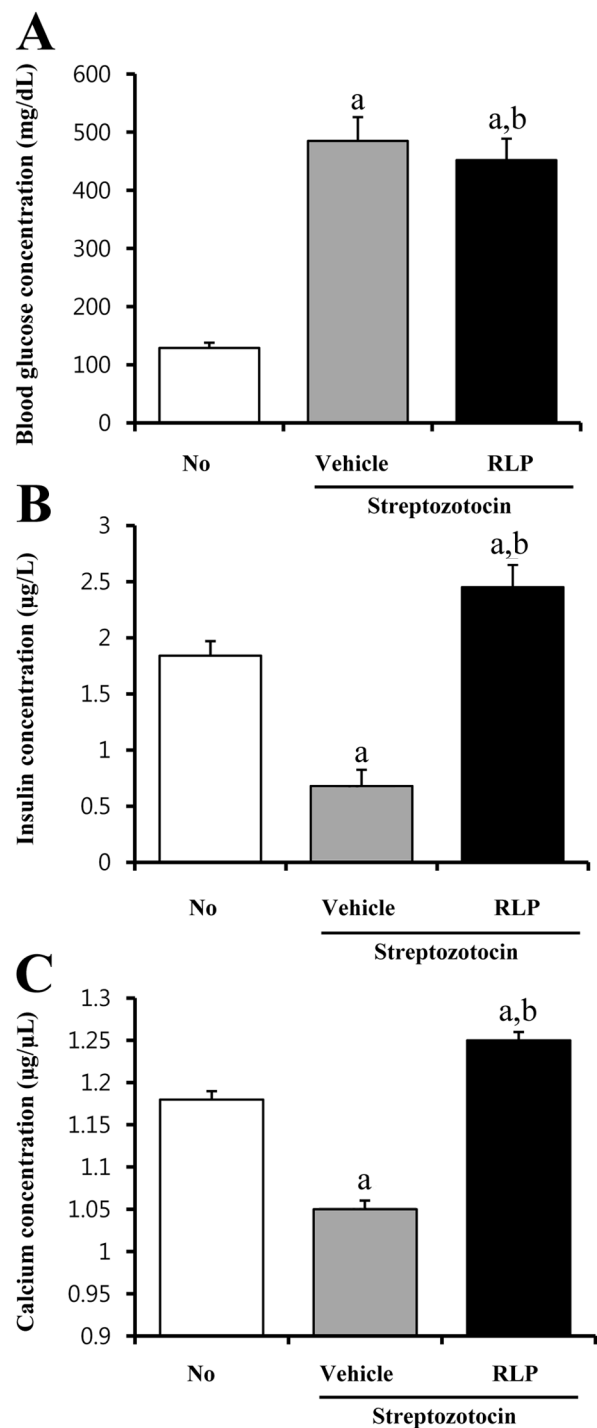 A
Blood glucose concentration (mg/dL)
600
500
400
300
200
100
0
a
a,b
No
Vehicle
RLP
Streptozotocin
B
Insulin concentration (µg/L)
3
2.5
2
1.5
1
0.5
0
a
a,b
No
Vehicle
RLP
Streptozotocin
C
Calcium concentration (µg/µL)
1.3
1.25
1.2
1.15
1.1
1.05
1
0.95
0.9
a
a,b
No
Vehicle
RLP
Streptozotocin